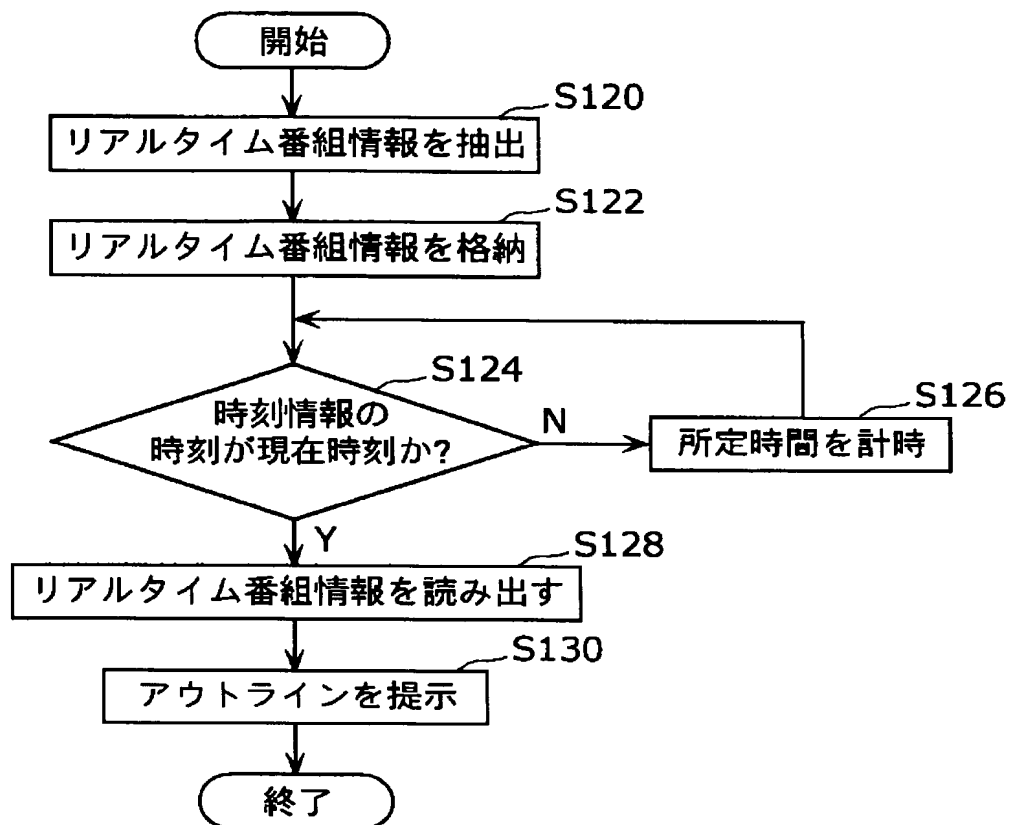 開始
S120
リアルタイム番組情報を抽出
S122
リアルタイム番組情報を格納
S124
時刻情報の
時刻が現在時刻か?
N
S126
所定時間を計時
Y
S128
リアルタイム番組情報を読み出す
S130
アウトラインを提示
終了